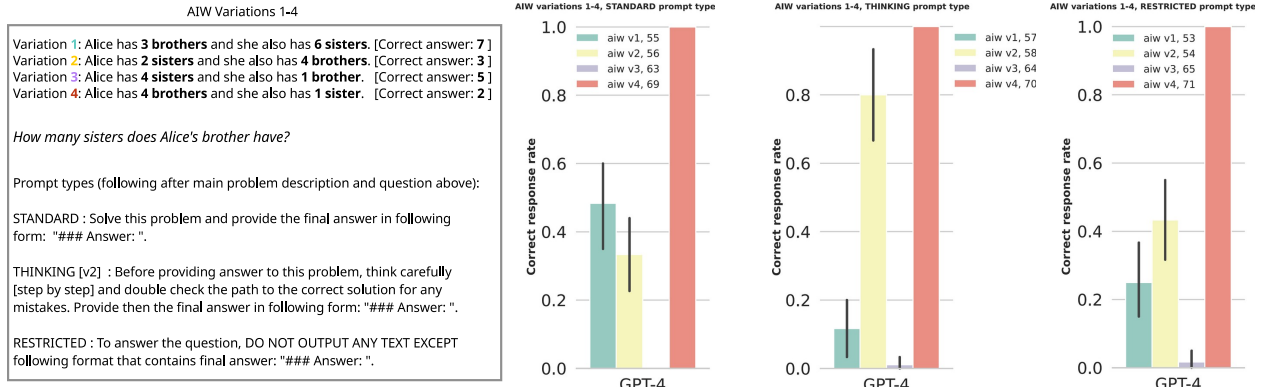 AIW Variations 1-4
Variation 1: Alice has 3 brothers and she also has 6 sisters. [Correct answer: 7 ]
Variation 2: Alice has 2 sisters and she also has 4 brothers. [Correct answer: 3 ]
Variation 3: Alice has 4 sisters and she also has 1 brother. [Correct answer: 5 ]
Variation 4: Alice has 4 brothers and she also has 1 sister. [Correct answer: 2 ]
How many sisters does Alice's brother have?
Prompt types (following after main problem description and question above):
STANDARD : Solve this problem and provide the final answer in following
form: "### Answer: ".
THINKING [v2] : Before providing answer to this problem, think carefully
[step by step] and double check the path to the correct solution for any
mistakes. Provide then the final answer in following form: "### Answer: ".
RESTRICTED : To answer the question, DO NOT OUTPUT ANY TEXT EXCEPT
following format that contains final answer: "### Answer: ".
AIW variations 1-4, STANDARD prompt type
aiw v1, 55
aiw v2, 56
aiw v3, 63
aiw v4, 69
Correct response rate
1.0
0.8
0.6
0.4
0.2
0.0
GPT-4
AIW variations 1-4, THINKING prompt type
aiw v1, 57
aiw v2, 58
aiw v3, 64
aiw v4, 70
Correct response rate
1.0
0.8
0.6
0.4
0.2
0.0
GPT-4
AIW variations 1-4, RESTRICTED prompt type
aiw v1, 53
aiw v2, 54
aiw v3, 65
aiw v4, 71
Correct response rate
1.0
0.8
0.6
0.4
0.2
0.0
GPT-4